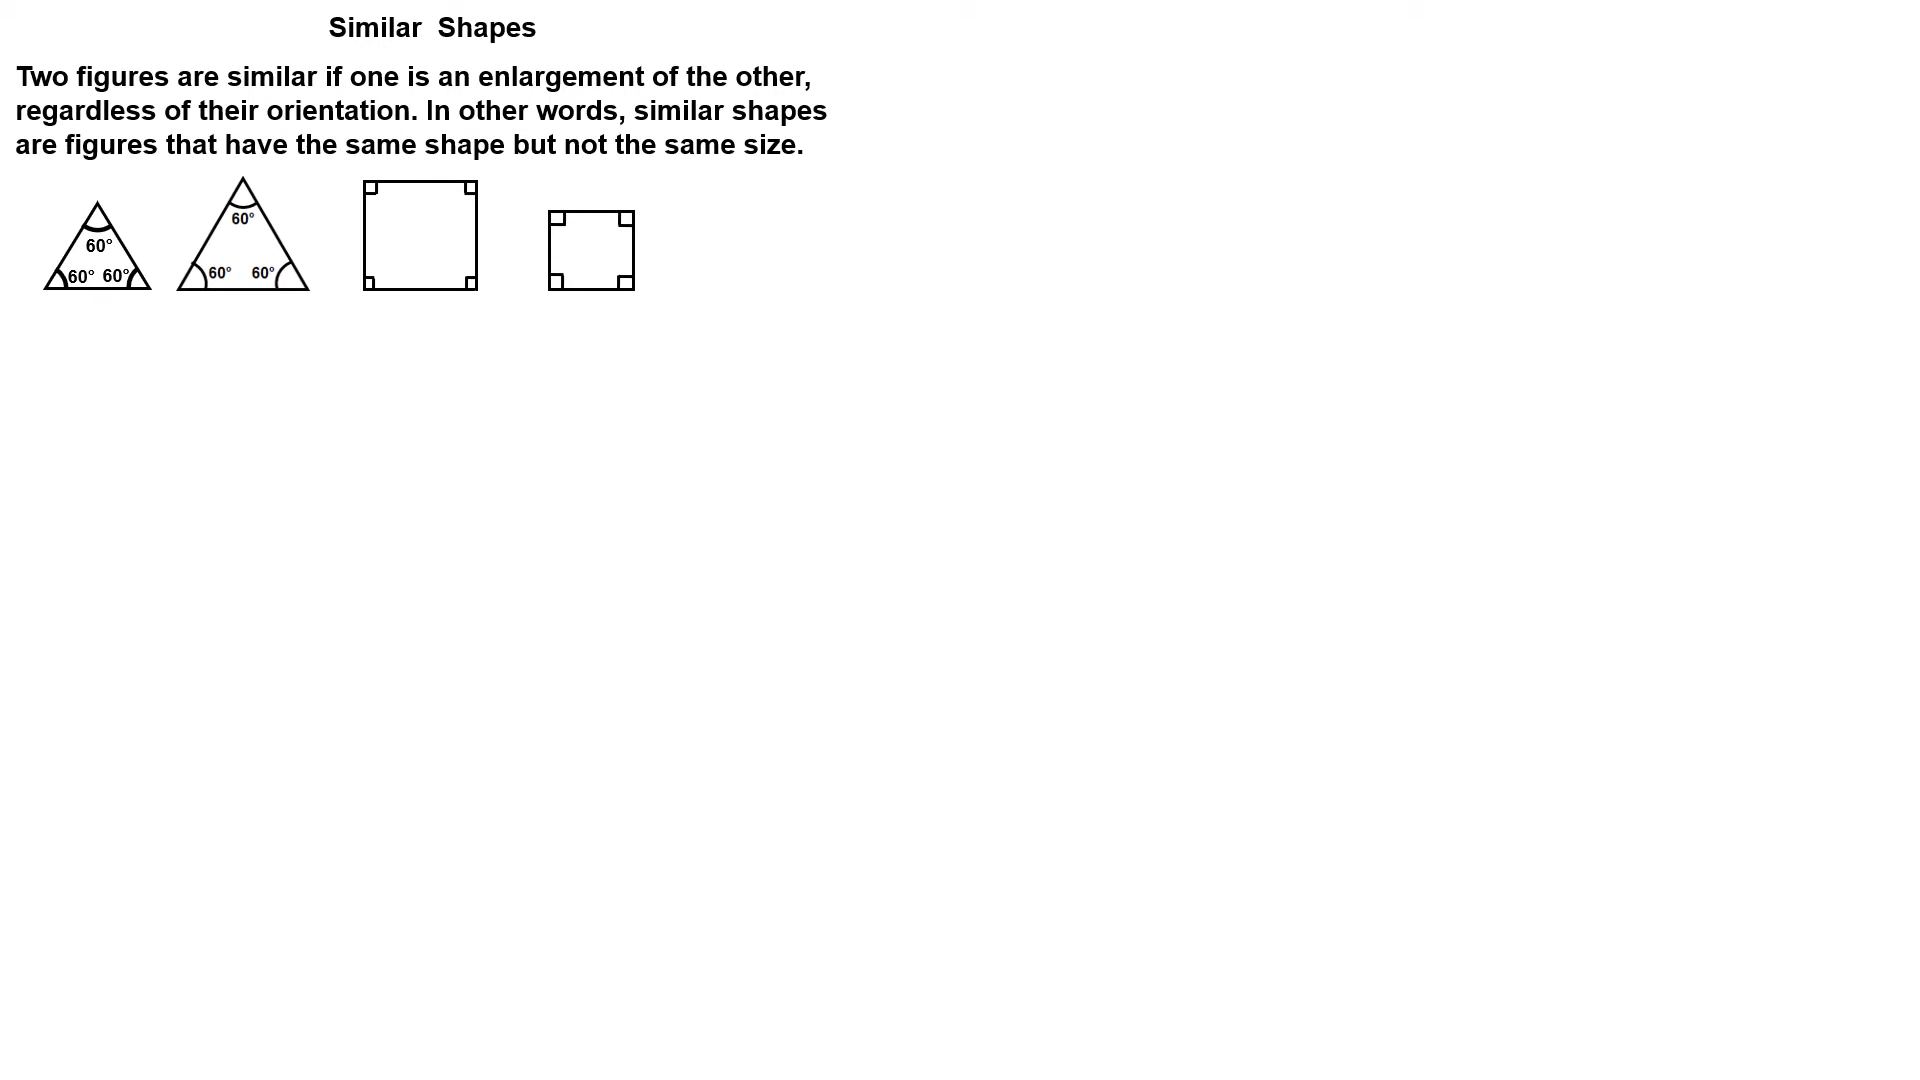 Similar Shapes
Two figures are similar if one is an enlargement of the other,
regardless of their orientation. In other words, similar shapes
are figures that have the same shape but not the same size.
60°
60° 60°
60°
60° 60°